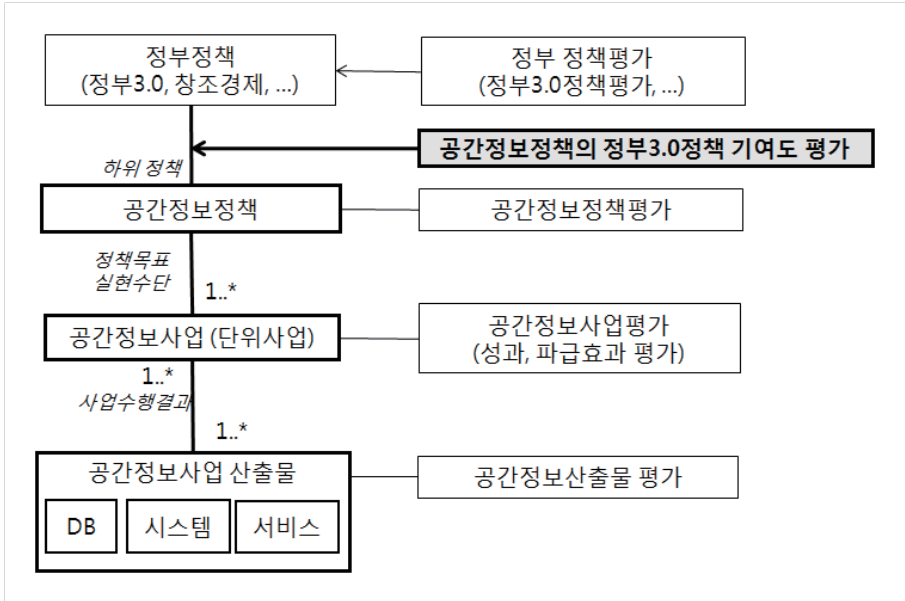 정부정책
(정부3.0, 창조경제, ...)
정부 정책평가
(정부3.0정책평가, ...)
공간정보정책의 정부3.0정책 기여도 평가
하위 정책
공간정보정책
공간정보정책평가
정책목표
실현수단
1..*
공간정보사업 (단위사업)
공간정보사업평가
(성과, 파급효과 평가)
1..*
사업수행결과
1..*
공간정보사업 산출물
공간정보산출물 평가
DB
시스템
서비스